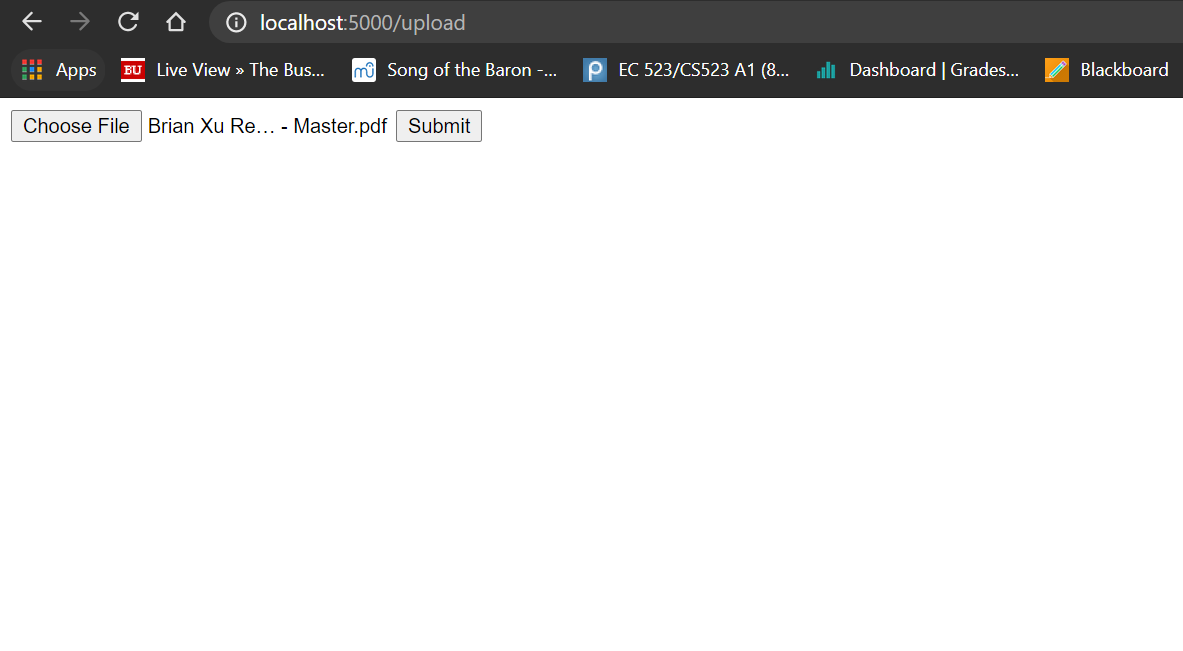 localhost:5000/upload
Apps BU Live View » The Bus... mű Song of the Baron -... p EC 523/CS523 A1 (8... Dashboard | Grades... Blackboard
Choose File Brian Xu Re… - Master.pdf Submit